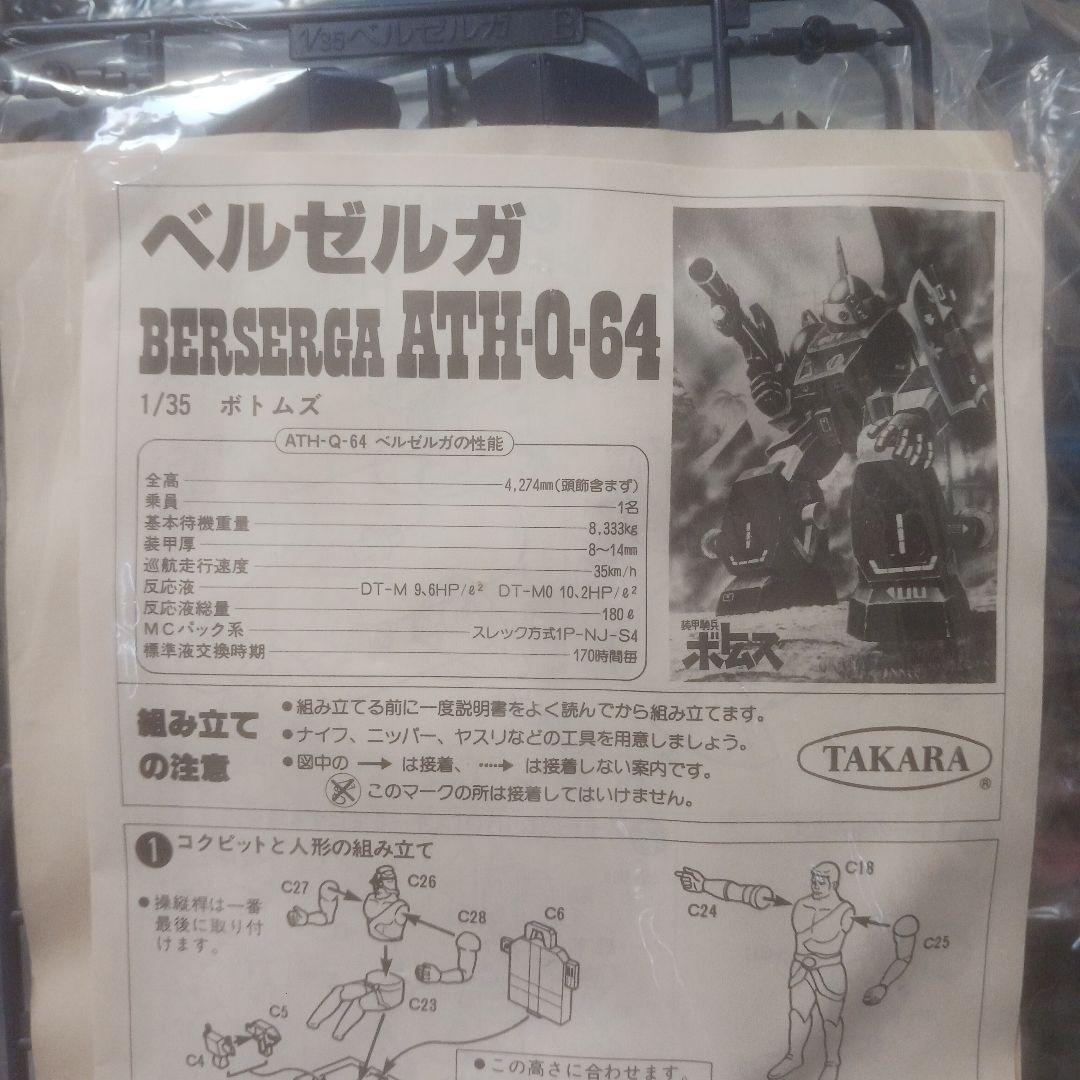 1/35ベルゼルガ B
ベルゼルガ
BERSERGA ATH-Q-64
1/35 ボトムズ
ATH-Q-64 ベルゼルガの性能
全高 4,274mm(頭飾含まず)
乗員 1名
基本待機重量 8,333kg
装甲厚 8〜14mm
巡航走行速度 35km/h
反応液 DT-M 9、6HP/ℓ² DT-MO 10、2HP/ℓ²
反応液総量 180ℓ
MCパック系 スレック方式1P-NJ-S4
標準液交換時期 170時間毎
装甲騎兵
ボトムズ
組み立ての注意
●組み立てる前に一度説明書をよく読んでから組み立てます。
●ナイフ、ニッパー、ヤスリなどの工具を用意しましょう。
●図中の → は接着、 ····→ は接着しない案内です。
このマークの所は接着してはいけません。
TAKARA®
1 コクピットと人形の組み立て
●操縦桿は一番
最後に取り付
けます。
C27
C26
C28
C6
C23
C5
C4
C18
C24
C25
●この高さに合わせます。